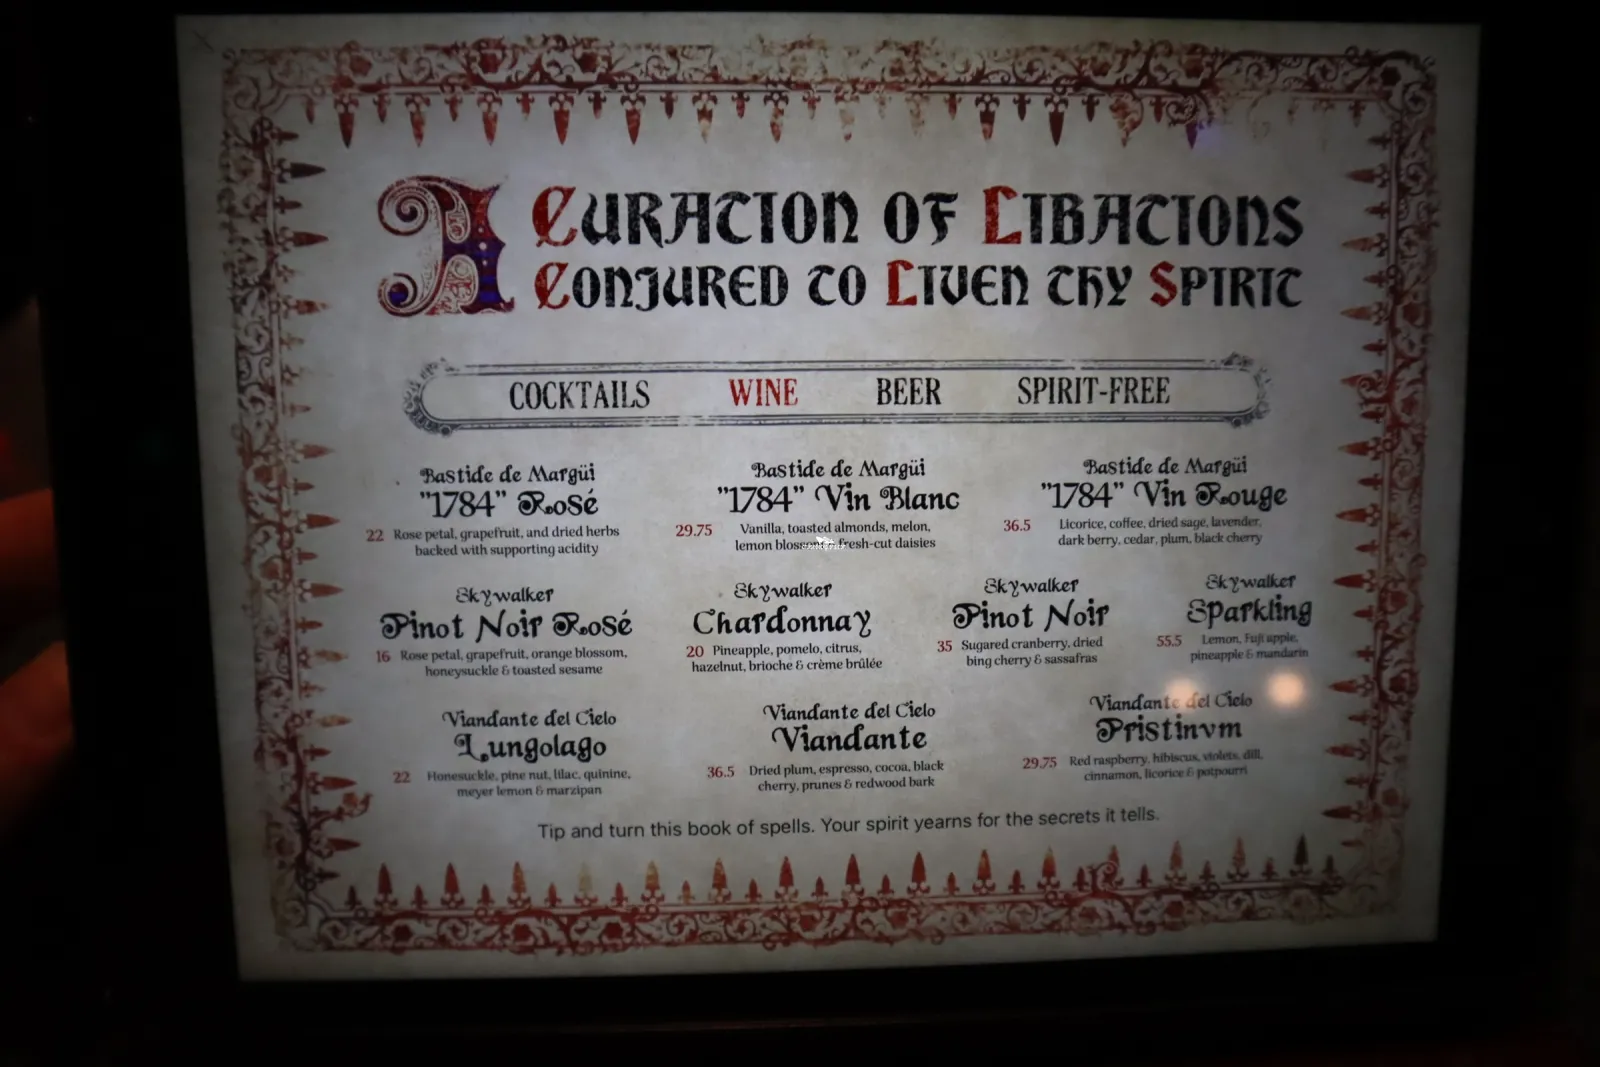 A Curation of Libations
Conjured to Liven thy Spirit
COCKTAILS WINE BEER SPIRIT-FREE
Bastide de Margüi
"1784" Rosé
22 Rose petal, grapefruit, and dried herbs
backed with supporting acidity
Bastide de Margüi
"1784" Vin Blanc
29.75 Vanilla, toasted almonds, melon,
lemon blossom & fresh-cut daisies
Bastide de Margüi
"1784" Vin Rouge
36.5 Licorice, coffee, dried sage, lavender,
dark berry, cedar, plum, black cherry
Skywalker
Pinot Noir Rosé
16 Rose petal, grapefruit, orange blossom,
honeysuckle & toasted sesame
Skywalker
Chardonnay
20 Pineapple, pomelo, citrus,
hazelnut, brioche & crème brûlée
Skywalker
Pinot Noir
35 Sugared cranberry, dried
bing cherry & sassafras
Skywalker
Sparkling
55.5 Lemon, Fuji apple,
pineapple & mandarin
Viandante del Cielo
Lungolago
22 Honesuckle, pine nut, lilac, quinine,
meyer lemon & marzipan
Viandante del Cielo
Viandante
36.5 Dried plum, espresso, cocoa, black
cherry, prunes & redwood bark
Viandante del Cielo
Pristinvm
29.75 Red raspberry, hibiscus, violets, dill,
cinnamon, licorice & potpourri
Tip and turn this book of spells. Your spirit yearns for the secrets it tells.